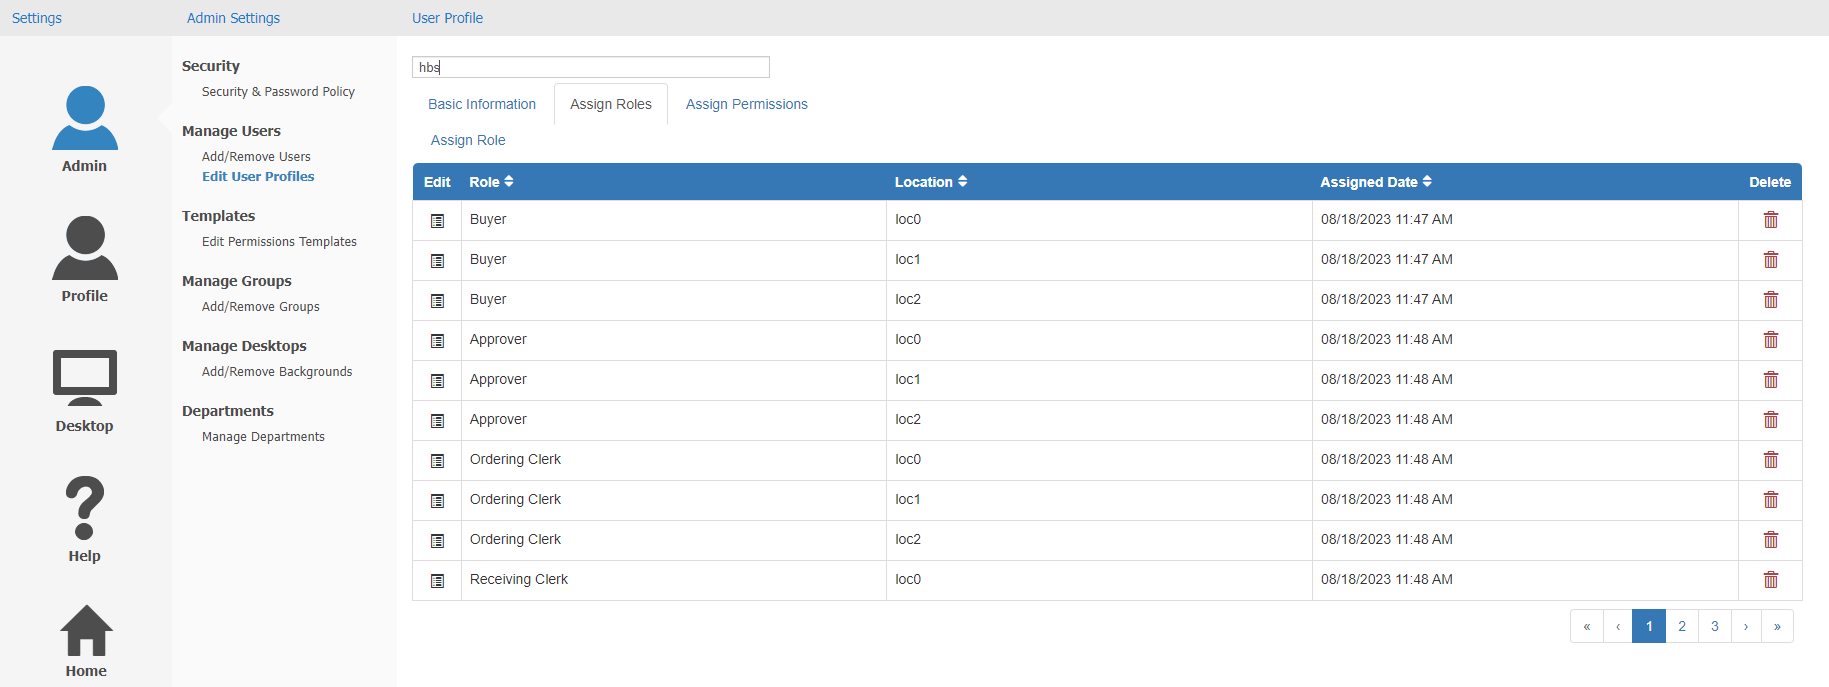 Settings
Admin Settings
User Profile
Admin
Profile
Desktop
Help
Home
Security
Security & Password Policy
Manage Users
Add/Remove Users
Edit User Profiles
Templates
Edit Permissions Templates
Manage Groups
Add/Remove Groups
Manage Desktops
Add/Remove Backgrounds
Departments
Manage Departments
hbs
Basic Information Assign Roles Assign Permissions
Assign Role
Edit Role Location Assigned Date Delete
Buyer loc0 08/18/2023 11:47 AM
Buyer loc1 08/18/2023 11:47 AM
Buyer loc2 08/18/2023 11:47 AM
Approver loc0 08/18/2023 11:48 AM
Approver loc1 08/18/2023 11:48 AM
Approver loc2 08/18/2023 11:48 AM
Ordering Clerk loc0 08/18/2023 11:48 AM
Ordering Clerk loc1 08/18/2023 11:48 AM
Ordering Clerk loc2 08/18/2023 11:48 AM
Receiving Clerk loc0 08/18/2023 11:48 AM
« ‹ 1 2 3 › »